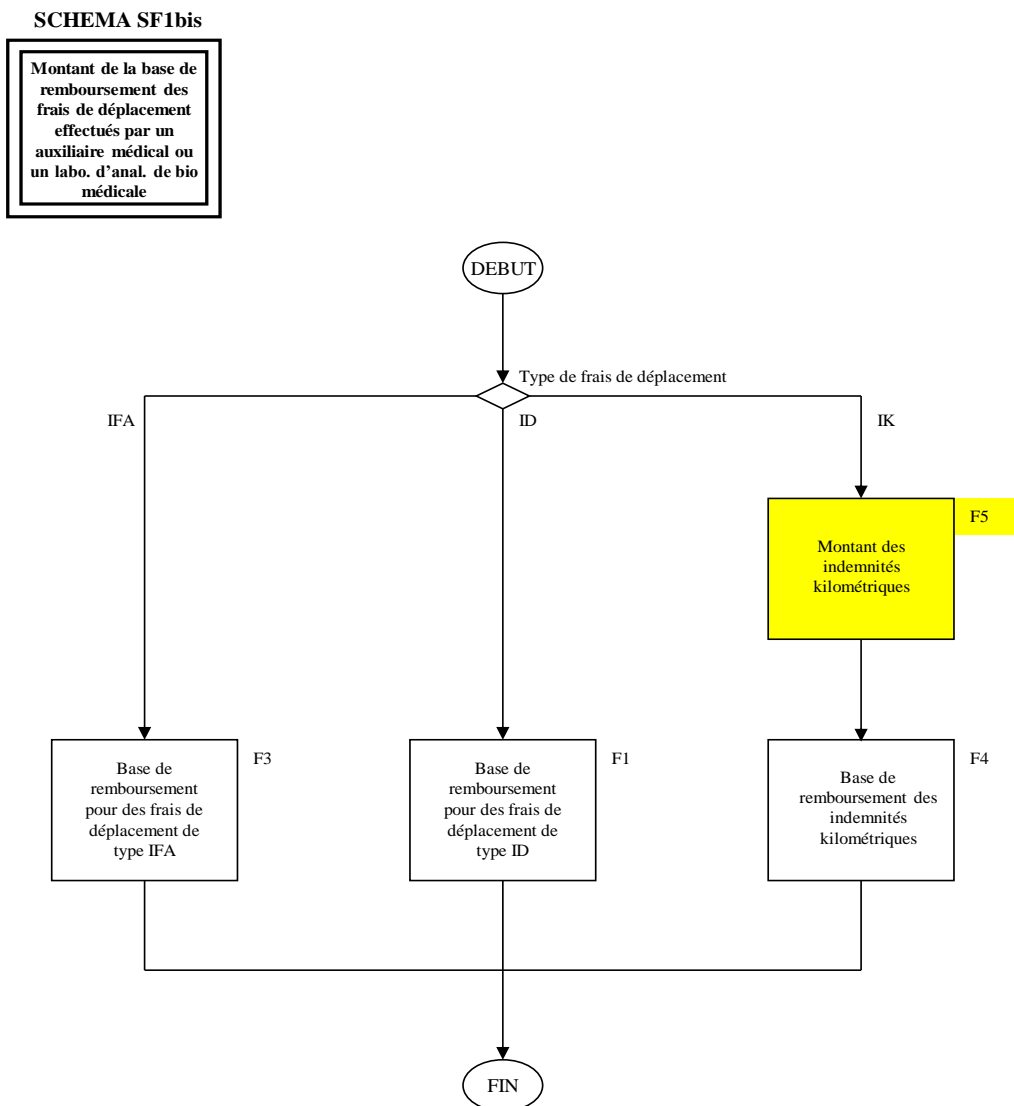 SCHEMA SF1bis
Montant de la base de
remboursement des
frais de déplacement
effectués par un
auxiliaire médical ou
un labo. d'anal. de bio
médicale
DEBUT
Type de frais de déplacement
IFA
ID
IK
F5
Montant des
indemnités
kilométriques
Base de
remboursement
pour des frais de
déplacement de
type IFA
F3
Base de
remboursement
pour des frais de
déplacement de
type ID
F1
Base de
remboursement des
indemnités
kilométriques
F4
FIN